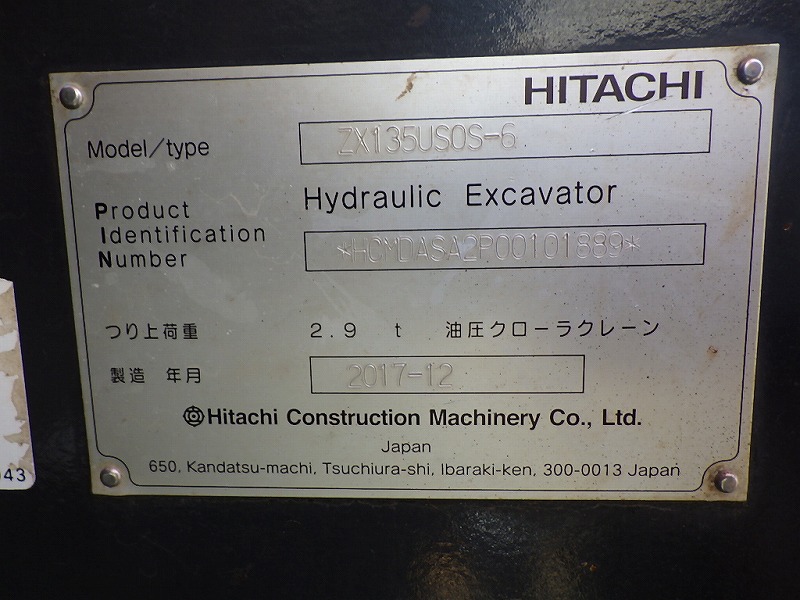 HITACHI
Model/type ZX135USOS-6
Hydraulic Excavator
Product
Identification
Number
*HCMDASA2P00101889*
つり上荷重 2.9 t 油圧クローラクレーン
製造 年月 2017-12
Hitachi Construction Machinery Co., Ltd.
Japan
650, Kandatsu-machi, Tsuchiura-shi, Ibaraki-ken, 300-0013 Japan
043